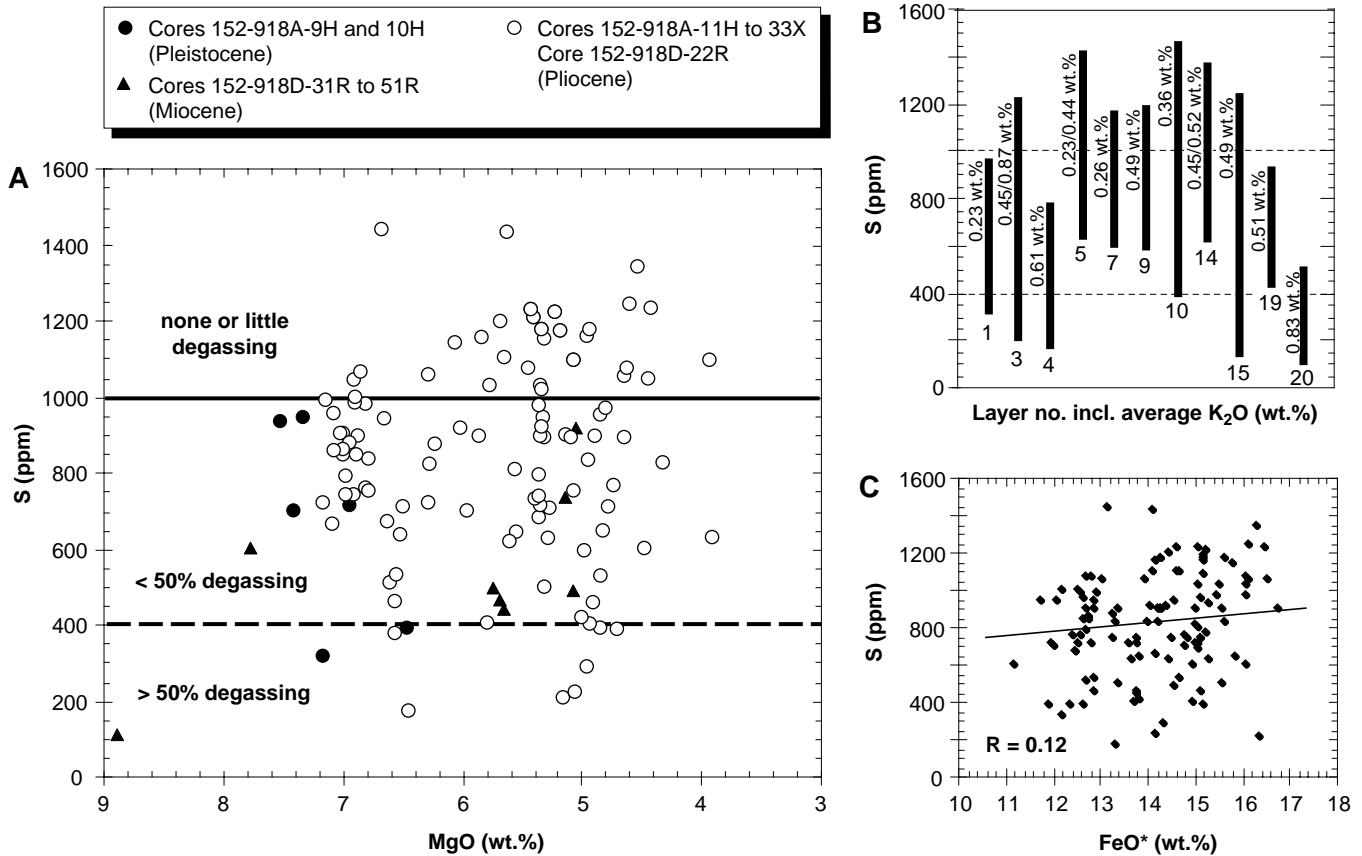 Cores 152-918A-9H and 10H
(Pleistocene)
Cores 152-918D-31R to 51R
(Miocene)
Cores 152-918A-11H to 33X
Core 152-918D-22R
(Pliocene)
A
1600
1400
1200
1000
800
600
400
200
0
S (ppm)
none or little
degassing
< 50% degassing
> 50% degassing
9
8
7
6
5
4
3
MgO (wt.%)
B
1600
1200
800
400
0
S (ppm)
0.23 wt.%
0.45/0.87 wt.%
0.61 wt.%
0.23/0.44 wt.%
0.26 wt.%
0.49 wt.%
0.36 wt.%
0.45/0.52 wt.%
0.49 wt.%
0.51 wt.%
0.83 wt.%
1
3
4
5
7
9
10
14
15
19
20
Layer no. incl. average K₂O (wt.%)
C
1600
1200
800
400
0
S (ppm)
R = 0.12
10
11
12
13
14
15
16
17
18
FeO* (wt.%)